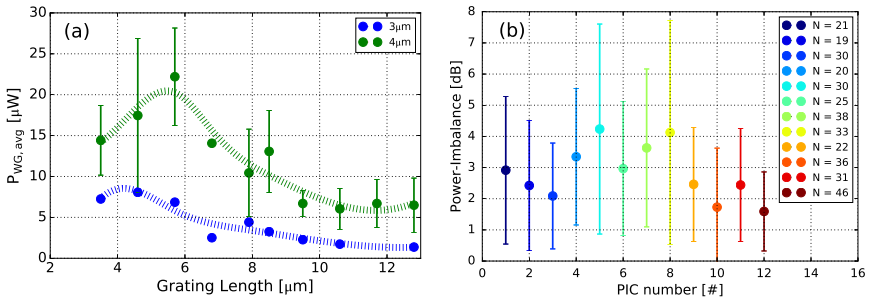 (a)
3μm
4μm
30
25
20
15
10
5
0
P_WG, avg [μW]
2 4 6 8 10 12
Grating Length [μm]
(b)
N = 21
N = 19
N = 30
N = 20
N = 30
N = 25
N = 38
N = 33
N = 22
N = 36
N = 31
N = 46
8
7
6
5
4
3
2
1
0
Power-Imbalance [dB]
0 2 4 6 8 10 12 14 16
PIC number [#]